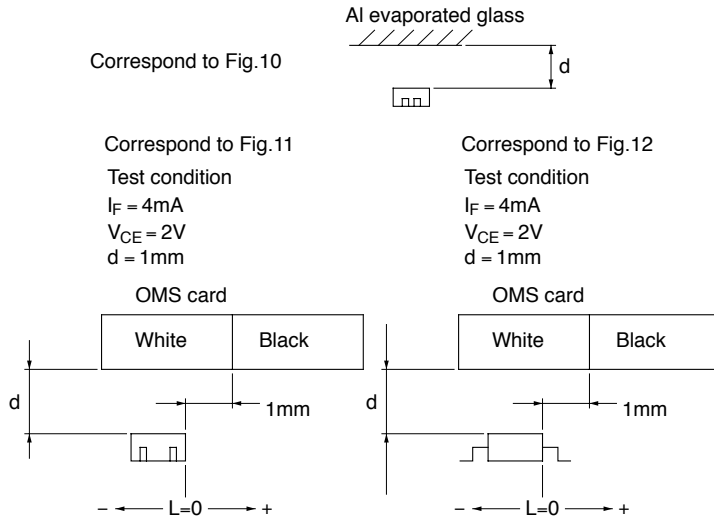 Al evaporated glass
Correspond to Fig.10
d
Correspond to Fig.11
Test condition
I_F = 4mA
V_CE = 2V
d = 1mm
OMS card
White Black
d
1mm
− L=0 +
Correspond to Fig.12
Test condition
I_F = 4mA
V_CE = 2V
d = 1mm
OMS card
White Black
d
1mm
− L=0 +